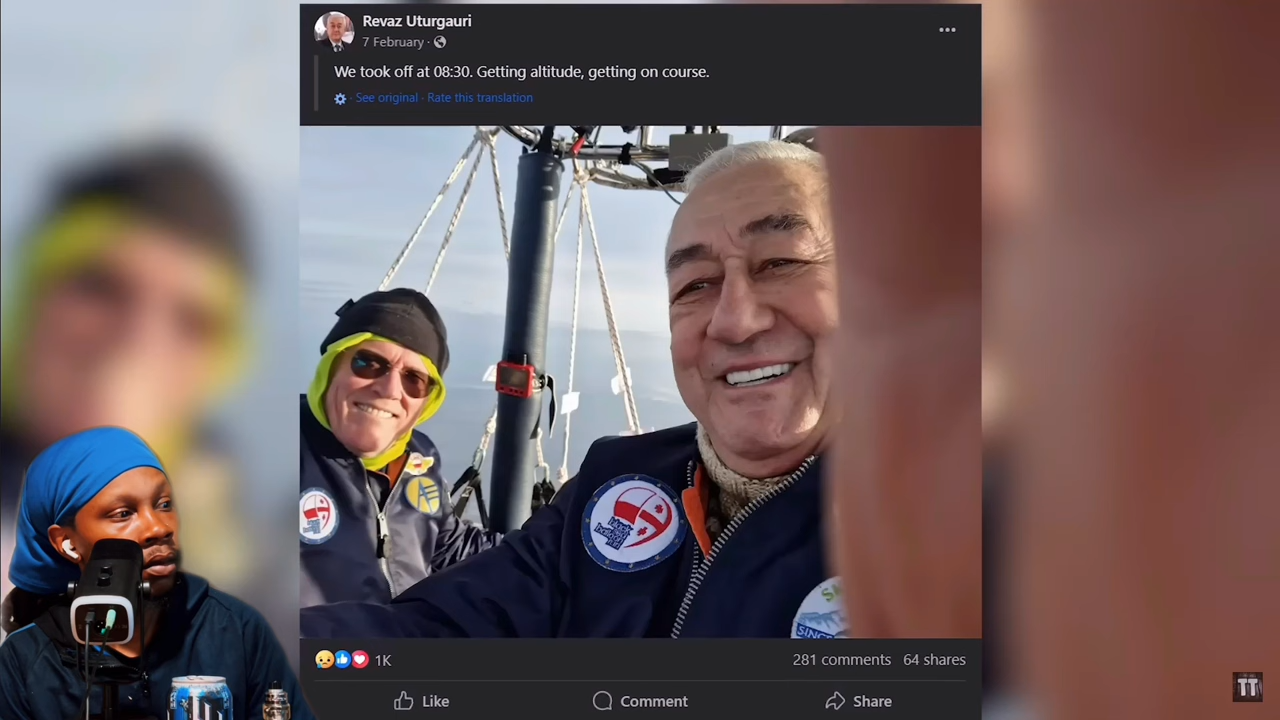 Revaz Uturgauri
7 February ·
We took off at 08:30. Getting altitude, getting on course.
· See original · Rate this translation
1K
281 comments 64 shares
Like
Comment
Share
TT